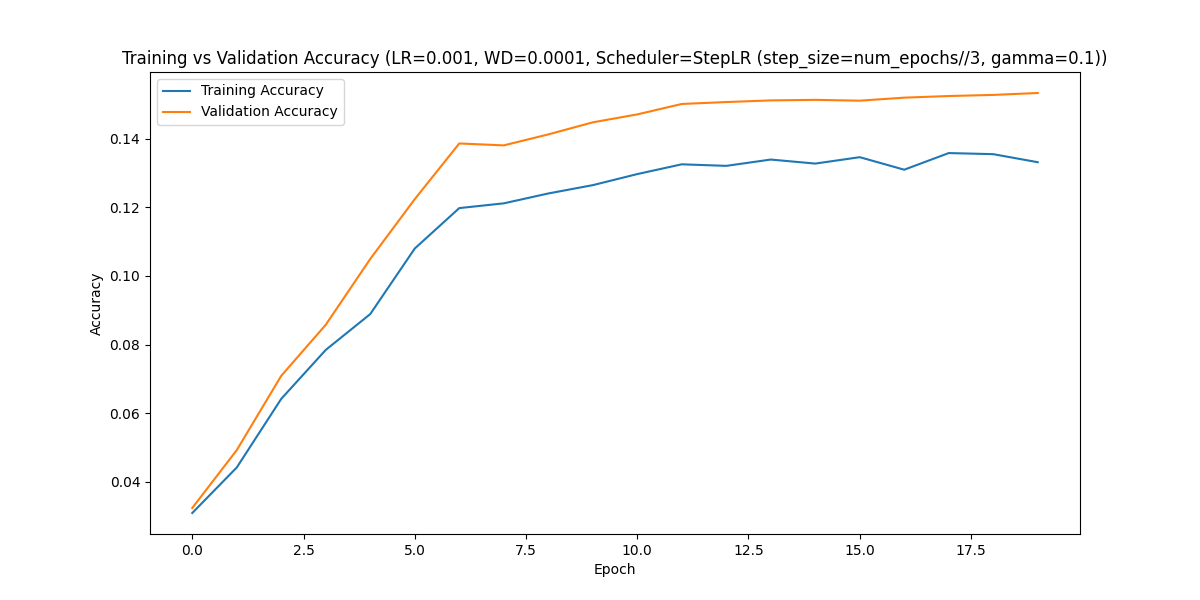 Training vs Validation Accuracy (LR=0.001, WD=0.0001, Scheduler=StepLR (step_size=num_epochs//3, gamma=0.1))
Training Accuracy
Validation Accuracy
0.14
0.12
0.10
0.08
0.06
0.04
Accuracy
0.0 2.5 5.0 7.5 10.0 12.5 15.0 17.5
Epoch